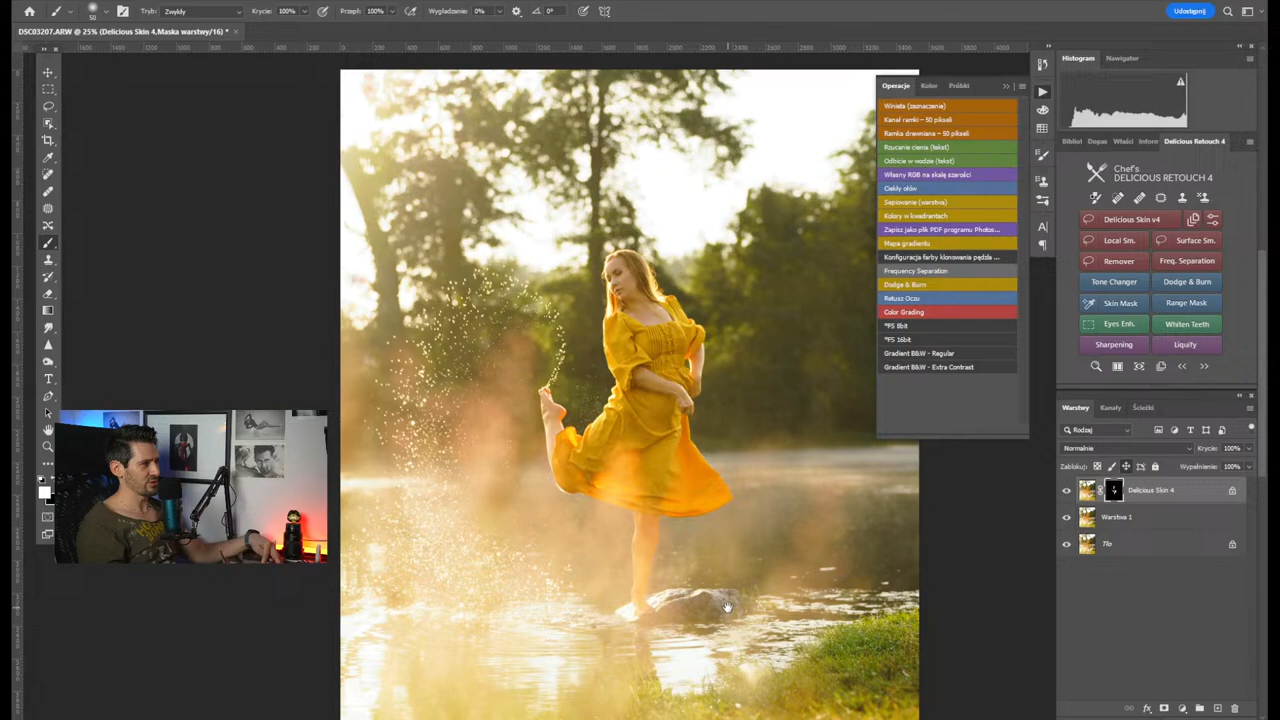 50 Tryb: Zwykły Krycie: 100% Przepł: 100% Wygładzanie: 0% 0° Udostępnij
DSC03207.ARW @ 25% (Delicious Skin 4,Maska warstwy/16) * ×
Histogram Nawigator
Operacje Kolor Próbki
Winieta (zaznaczenie)
Kanał ramki – 50 pikseli
Ramka drewniana – 50 pikseli
Rzucanie cienia (tekst)
Odbicie w wodzie (tekst)
Własny RGB na skalę szarości
Ciekły ołów
Sepiowanie (warstwa)
Kolory w kwadrantach
Zapisz jako plik PDF programu Photos...
Mapa gradientu
Konfiguracja farby klonowania pędzla ...
Frequency Separation
Dodge & Burn
Retusz Oczu
Color Grading
*FS 8bit
*FS 16bit
Gradient B&W - Regular
Gradient B&W - Extra Contrast
Bibliot Dopas Właści Inform Delicious Retouch 4
Chef's
DELICIOUS RETOUCH 4
Delicious Skin v4
Local Sm. Surface Sm.
Remover Freq. Separation
Tone Changer Dodge & Burn
Skin Mask Range Mask
Eyes Enh. Whiten Teeth
Sharpening Liquify
Warstwy Kanały Ścieżki
Rodzaj
Normalnie Krycie: 100%
Zablokuj: Wypełnienie: 100%
Delicious Skin 4
Warstwa 1
Tło